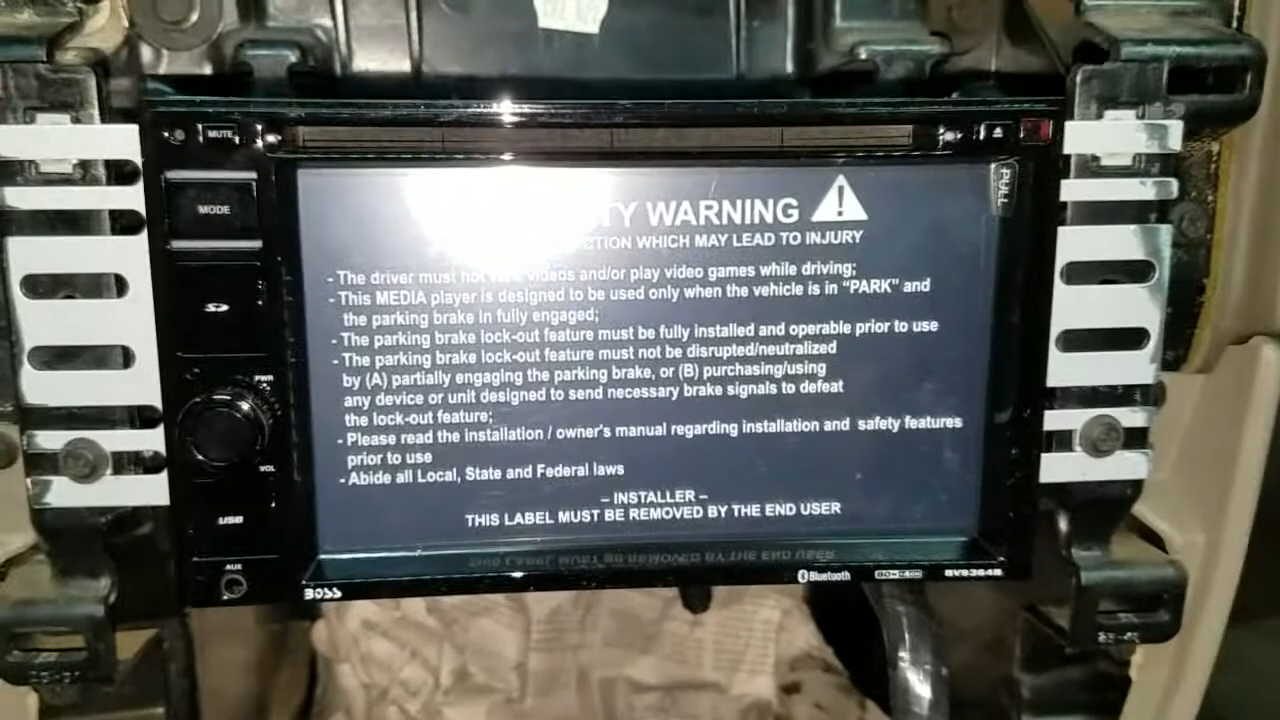 MUTE
PULL
MODE
TY WARNING
CTION WHICH MAY LEAD TO INJURY
- The driver must not videos and/or play video games while driving;
- This MEDIA player is designed to be used only when the vehicle is in “PARK” and
the parking brake in fully engaged;
- The parking brake lock-out feature must be fully installed and operable prior to use
- The parking brake lock-out feature must not be disrupted/neutralized
by (A) partially engaging the parking brake, or (B) purchasing/using
any device or unit designed to send necessary brake signals to defeat
the lock-out feature;
- Please read the installation / owner's manual regarding installation and safety features
prior to use
- Abide all Local, State and Federal laws
– INSTALLER –
THIS LABEL MUST BE REMOVED BY THE END USER
PWR
VOL
USB
AUX
BOSS
Bluetooth
BV9364B